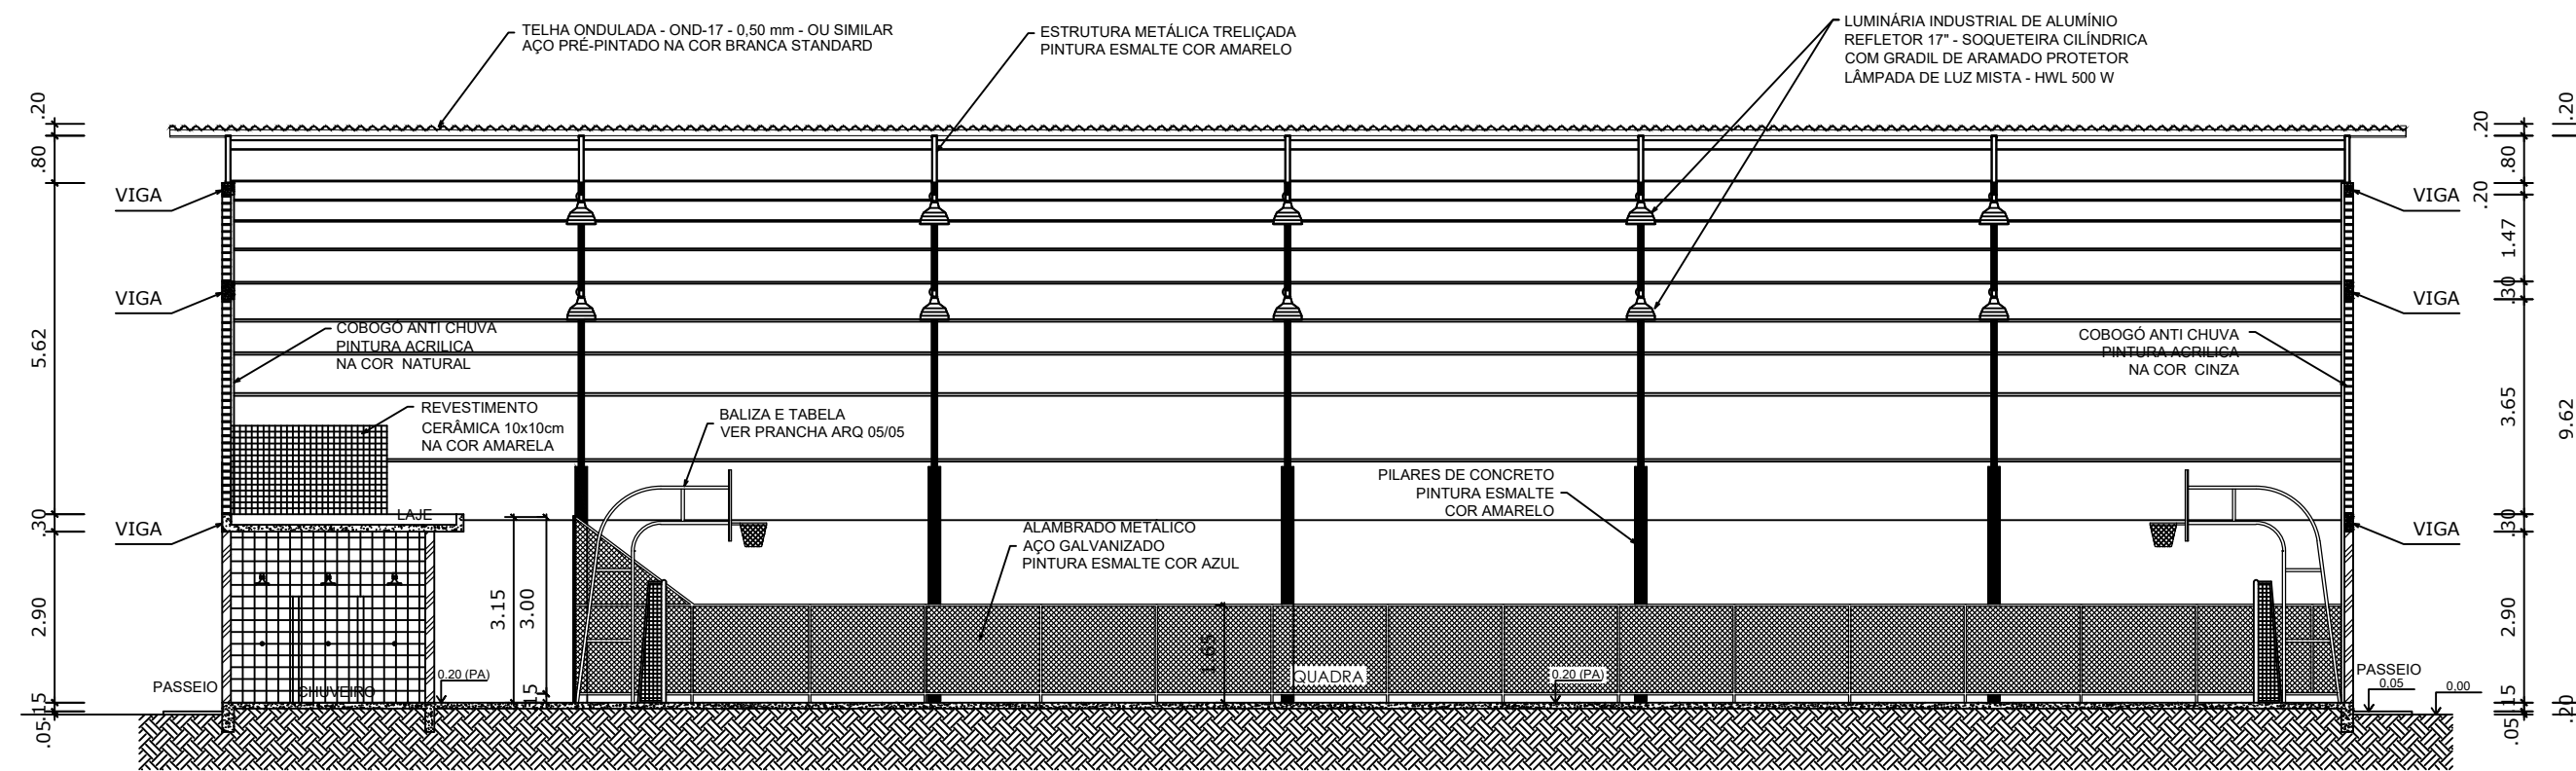 TELHA ONDULADA - OND-17 - 0,50 mm - OU SIMILAR
AÇO PRÉ-PINTADO NA COR BRANCA STANDARD
ESTRUTURA METÁLICA TRELIÇADA
PINTURA ESMALTE COR AMARELO
LUMINÁRIA INDUSTRIAL DE ALUMÍNIO
REFLETOR 17" - SOQUETEIRA CILÍNDRICA
COM GRADIL DE ARAMADO PROTETOR
LÂMPADA DE LUZ MISTA - HWL 500 W
.20
.80
5.62
.30
2.90
.15
.05
VIGA
VIGA
VIGA
COBOGÓ ANTI CHUVA
PINTURA ACRILICA
NA COR NATURAL
REVESTIMENTO
CERÂMICA 10x10cm
NA COR AMARELA
BALIZA E TABELA
VER PRANCHA ARQ 05/05
LAJE
CHUVEIRO
PASSEIO
0.20 (PA)
3.15
3.00
.15
ALAMBRADO METÁLICO
AÇO GALVANIZADO
PINTURA ESMALTE COR AZUL
1.65
QUADRA
PILARES DE CONCRETO
PINTURA ESMALTE
COR AMARELO
0.20 (PA)
COBOGÓ ANTI CHUVA
PINTURA ACRILICA
NA COR CINZA
VIGA
VIGA
VIGA
PASSEIO
0.05
0.00
.20
.80
.20
1.47
.30
3.65
.30
2.90
.15
.05
.20
9.62
.20